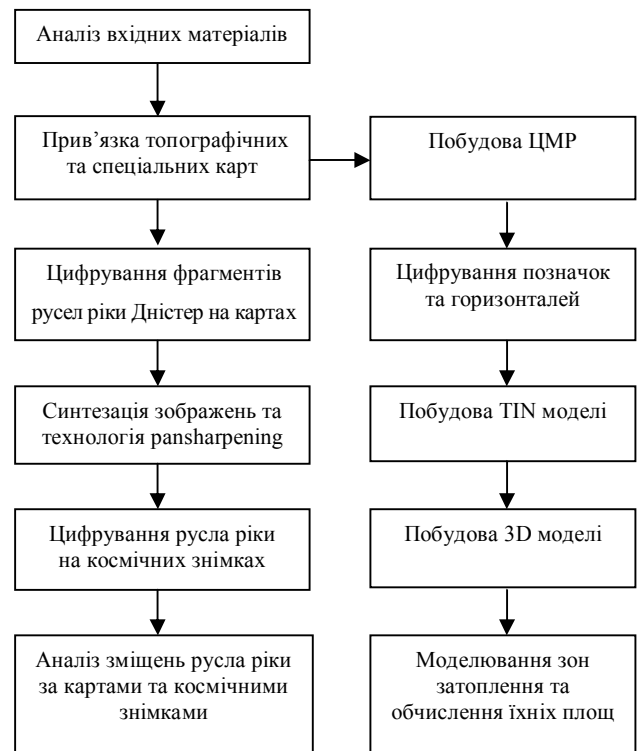 Аналіз вхідних матеріалів
Прив’язка топографічних
та спеціальних карт
Цифрування фрагментів
русел ріки Дністер на картах
Синтезація зображень та
технологія pansharpening
Цифрування русла ріки
на космічних знімках
Аналіз зміщень русла ріки
за картами та космічними
знімками
Побудова ЦМР
Цифрування позначок
та горизонталей
Побудова TIN моделі
Побудова 3D моделі
Моделювання зон
затоплення та
обчислення їхніх площ